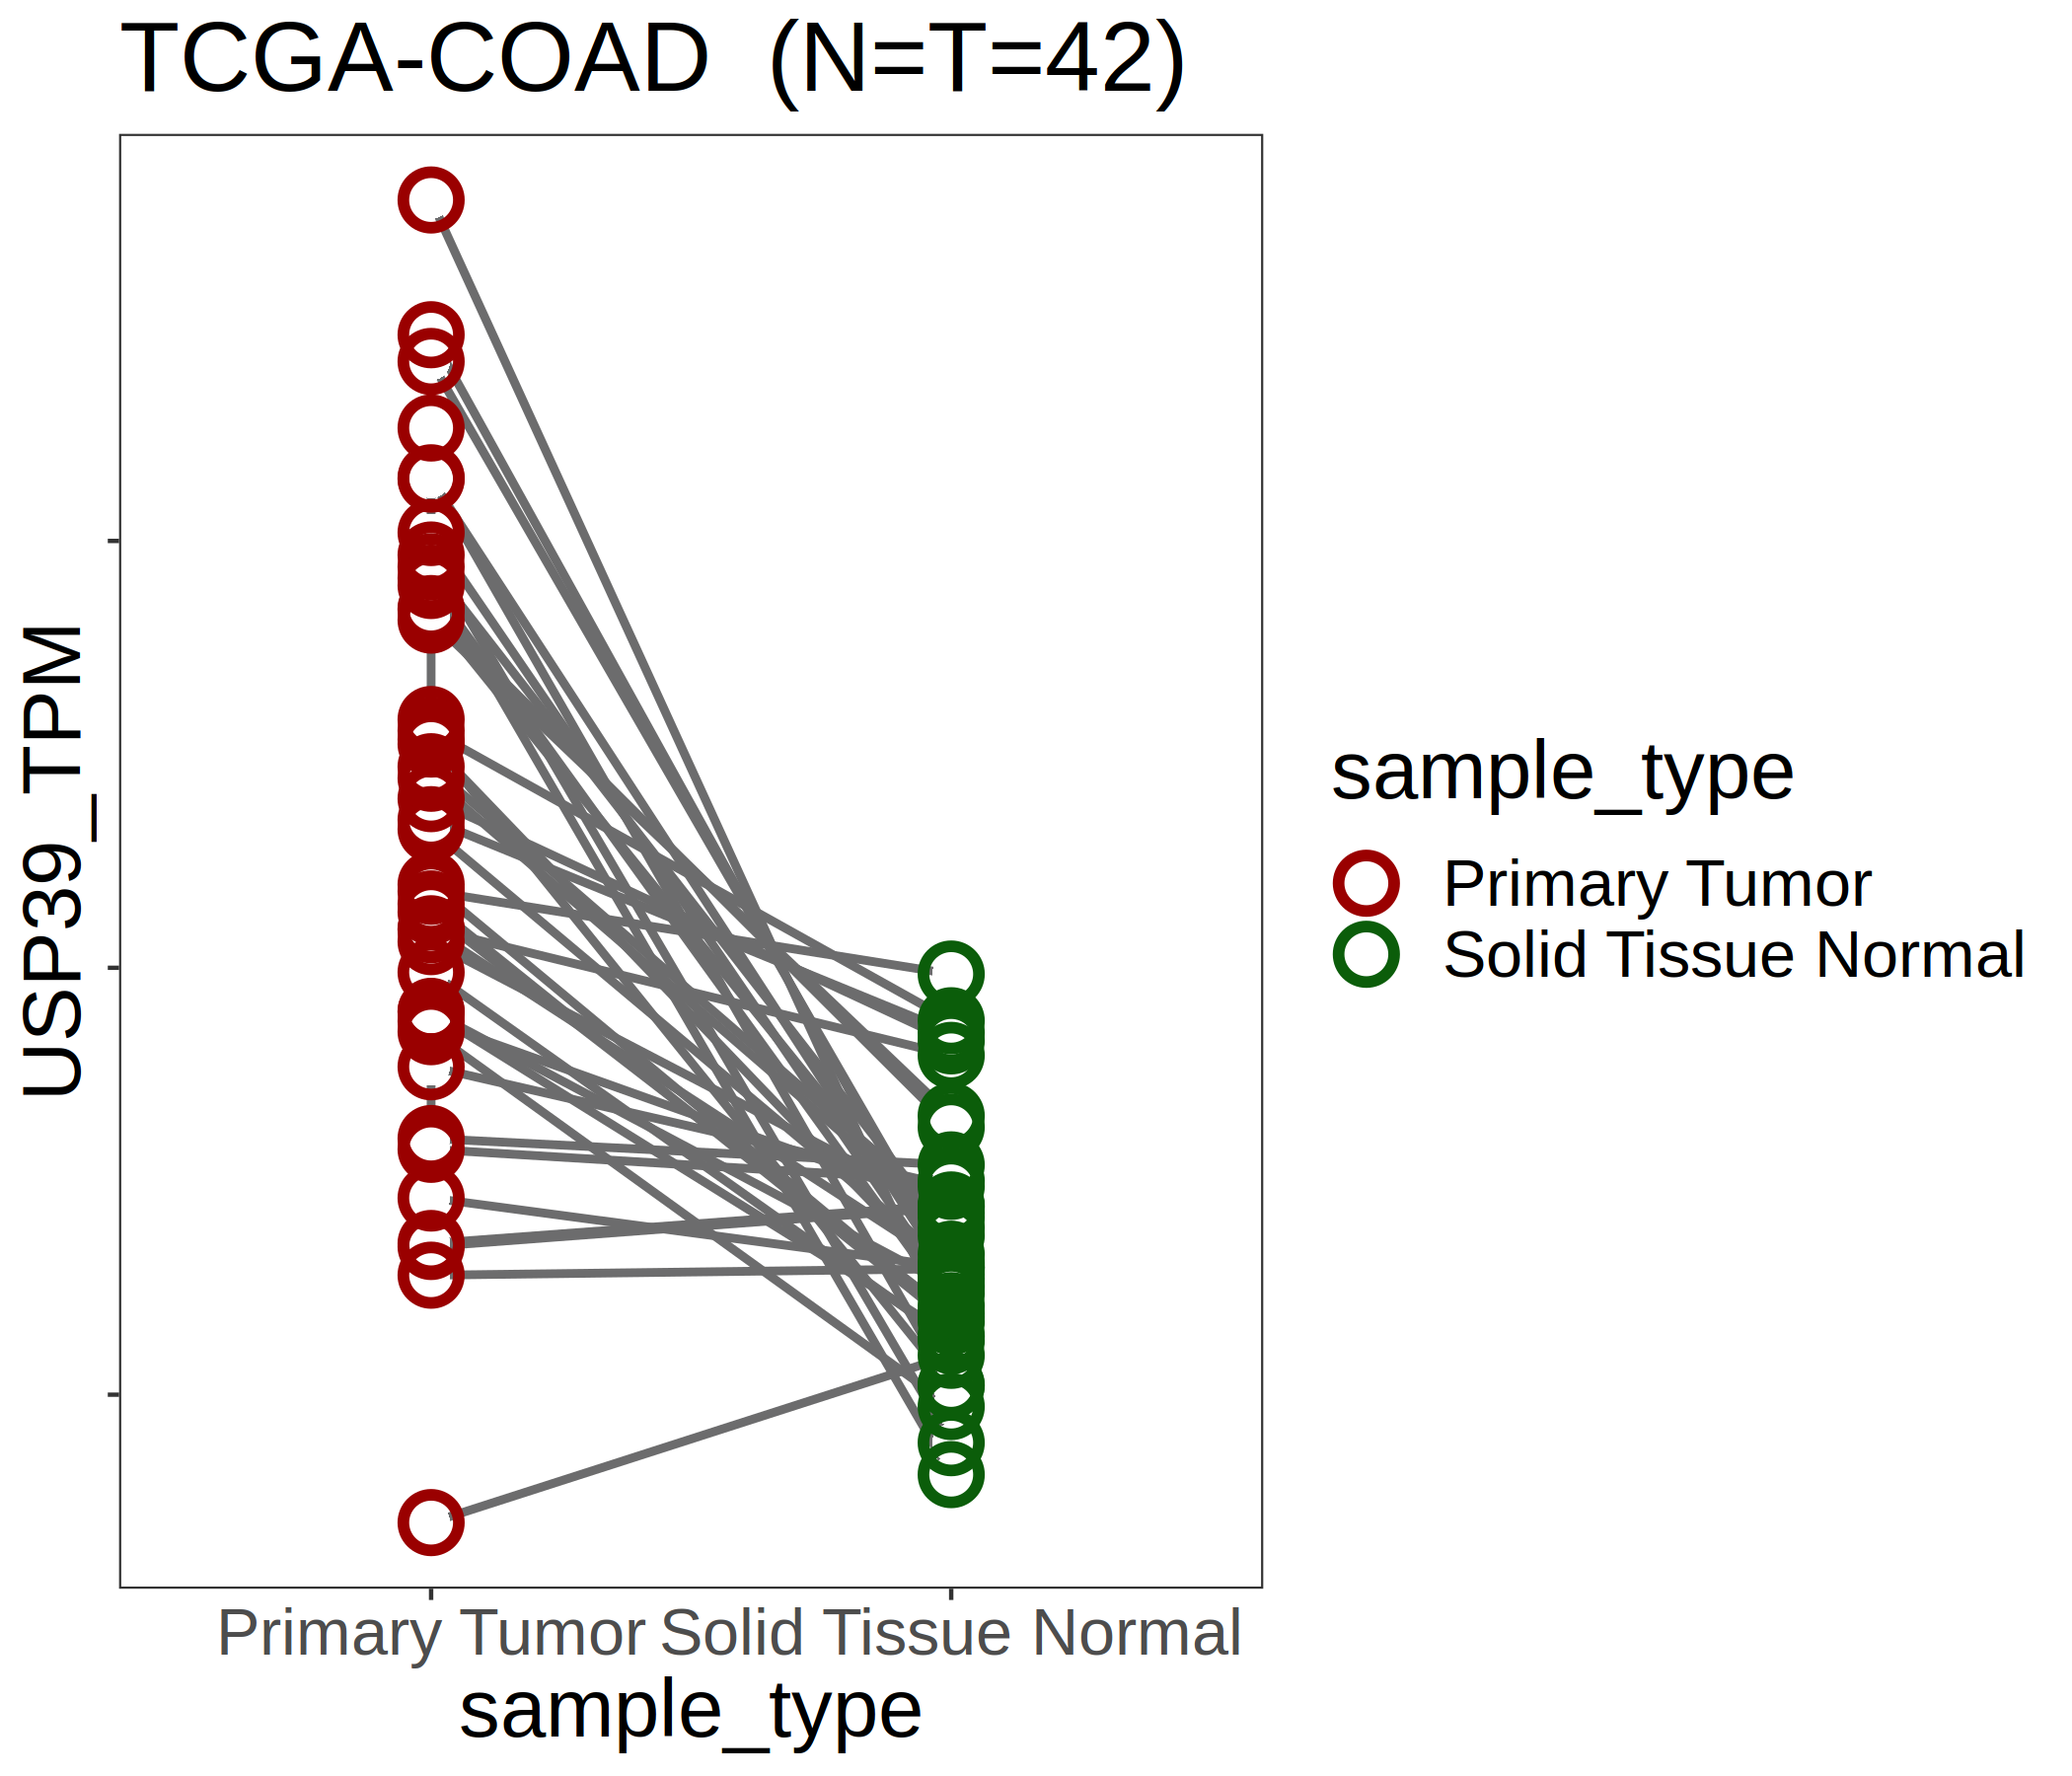 TCGA-COAD  (N=T=42)
USP39_TPM
sample_type
Primary Tumor
Solid Tissue Normal
Primary Tumor Solid Tissue Normal
sample_type